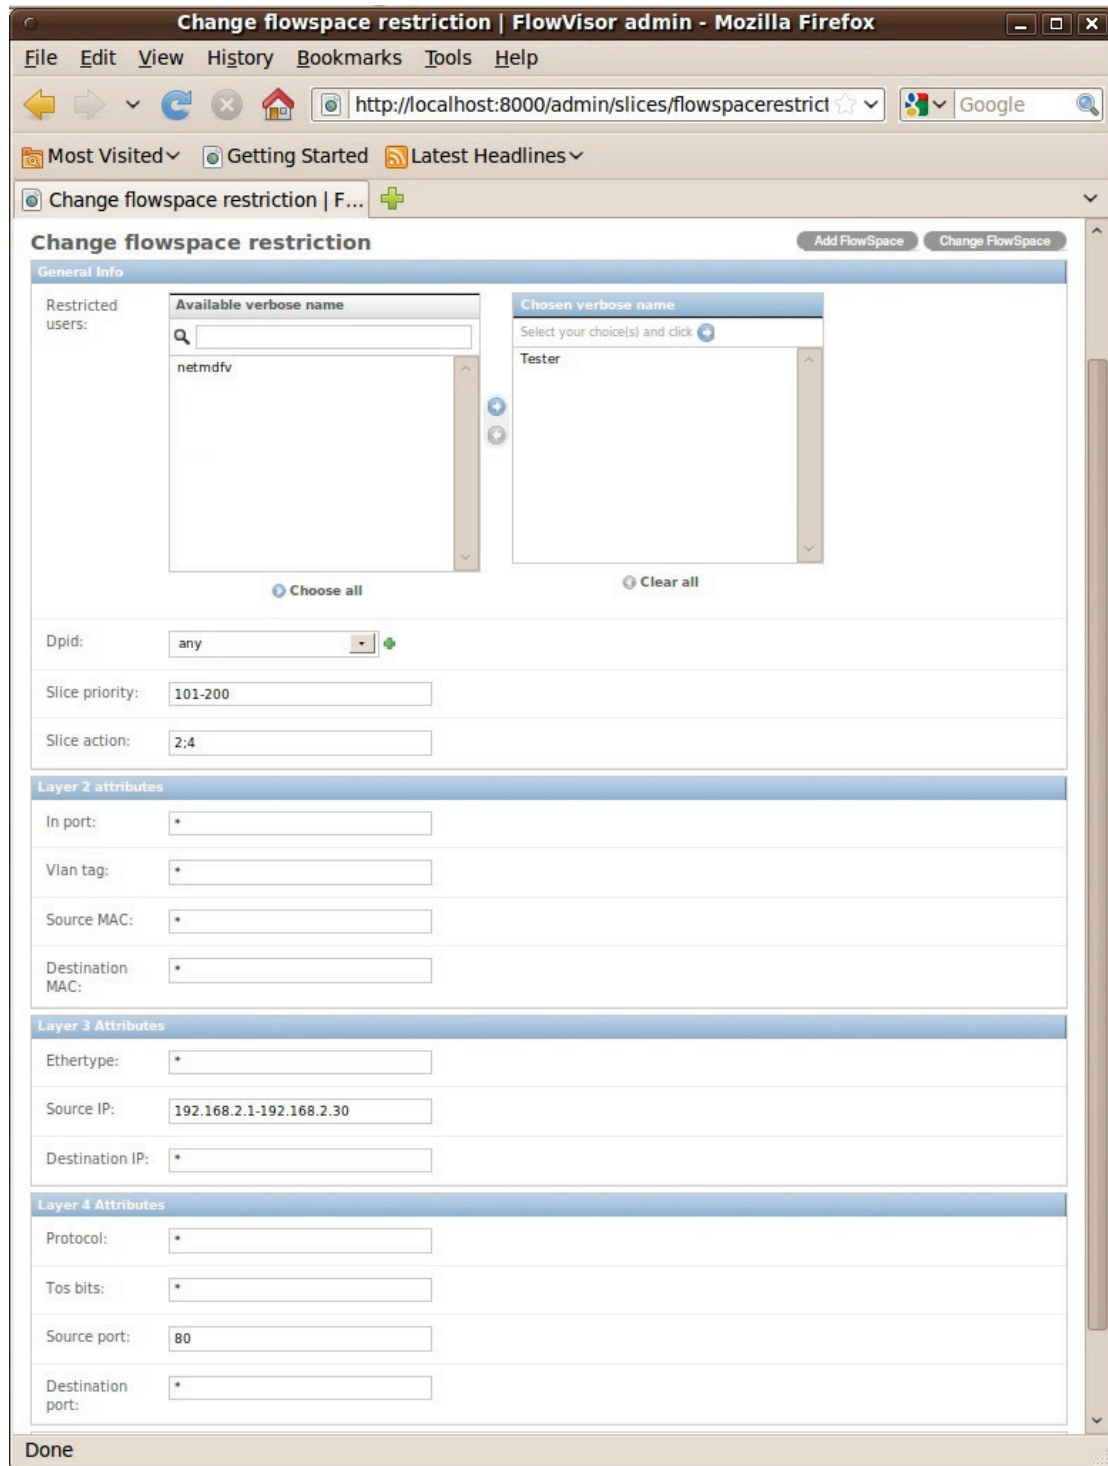 Change flowspace restriction | FlowVisor admin - Mozilla Firefox
File Edit View History Bookmarks Tools Help
http://localhost:8000/admin/slices/flowspacerestrict
Google
Most Visited Getting Started Latest Headlines
Change flowspace restriction | F...
Change flowspace restriction
Add FlowSpace Change FlowSpace
General Info
Restricted users:
Available verbose name
netmdfv
Choose all
Chosen verbose name
Select your choice(s) and click
Tester
Clear all
Dpid: any
Slice priority: 101-200
Slice action: 2;4
Layer 2 attributes
In port: *
Vlan tag: *
Source MAC: *
Destination MAC: *
Layer 3 Attributes
Ethertype: *
Source IP: 192.168.2.1-192.168.2.30
Destination IP: *
Layer 4 Attributes
Protocol: *
Tos bits: *
Source port: 80
Destination port: *
Done